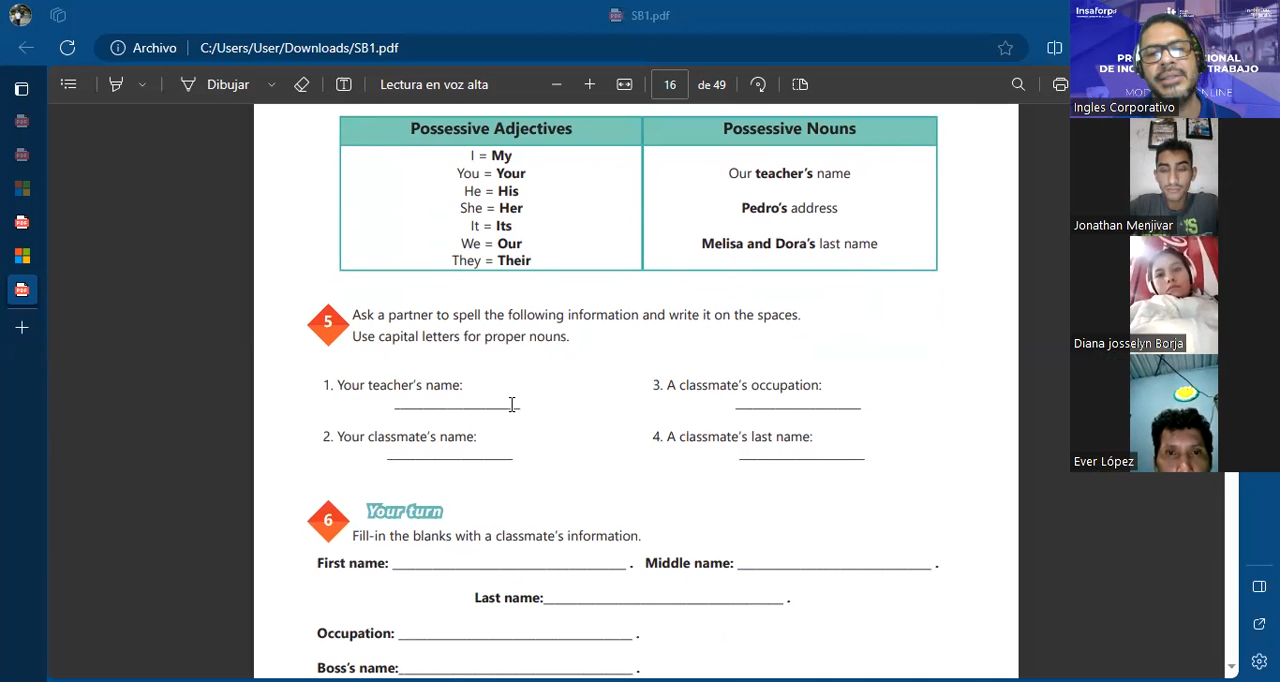 SB1.pdf
Archivo
C:/Users/User/Downloads/SB1.pdf
Dibujar
Lectura en voz alta
16
de 49
Possessive Adjectives
Possessive Nouns
I = My
You = Your
He = His
She = Her
It = Its
We = Our
They = Their
Our teacher's name
Pedro's address
Melisa and Dora's last name
5
Ask a partner to spell the following information and write it on the spaces.
Use capital letters for proper nouns.
1. Your teacher's name:
3. A classmate's occupation:
2. Your classmate's name:
4. A classmate's last name:
6
Your turn
Fill-in the blanks with a classmate's information.
First name: ______ . Middle name: ______ .
Last name: ______ .
Occupation: ______ .
Boss's name: ______ .
Insaforp
Ingles Corporativo
Jonathan Menjivar
Diana josselyn Borja
Ever López